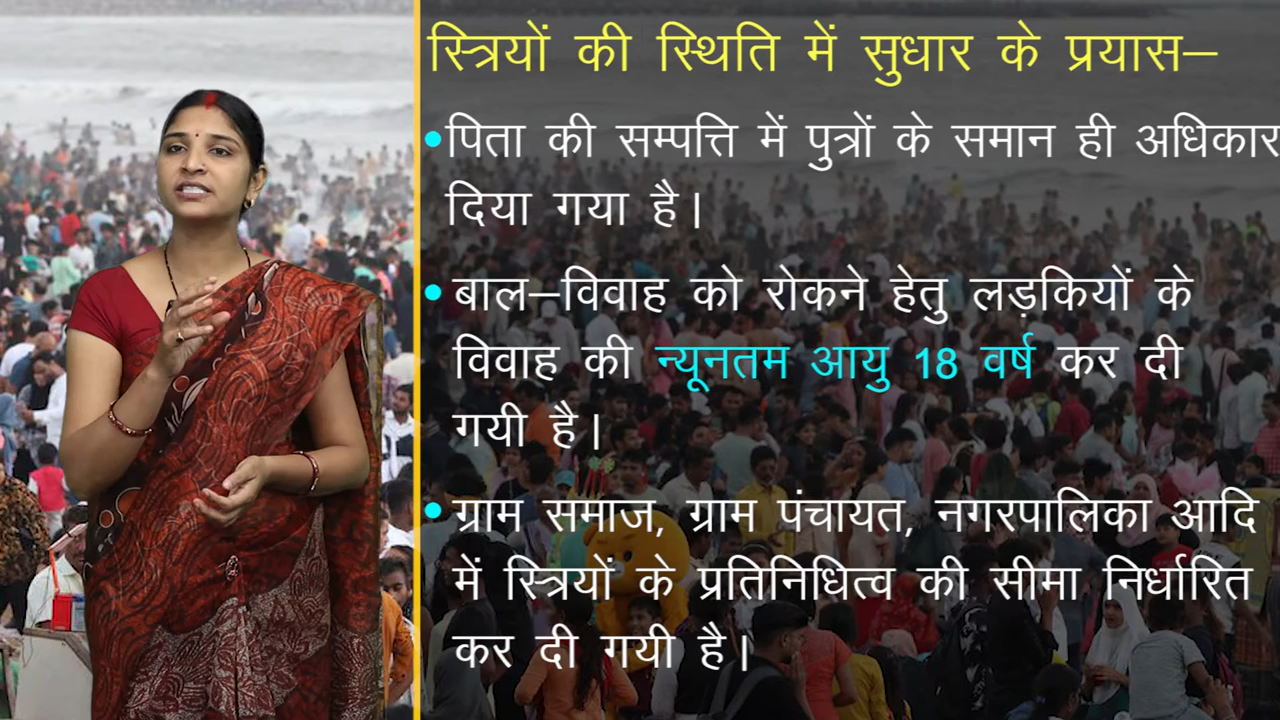 स्त्रियों की स्थिति में सुधार के प्रयास–
•पिता की सम्पत्ति में पुत्रों के समान ही अधिकार
दिया गया है।
• बाल–विवाह को रोकने हेतु लड़कियों के
विवाह की न्यूनतम आयु 18 वर्ष कर दी
गयी है।
• ग्राम समाज, ग्राम पंचायत, नगरपालिका आदि
में स्त्रियों के प्रतिनिधित्व की सीमा निर्धारित
कर दी गयी है।